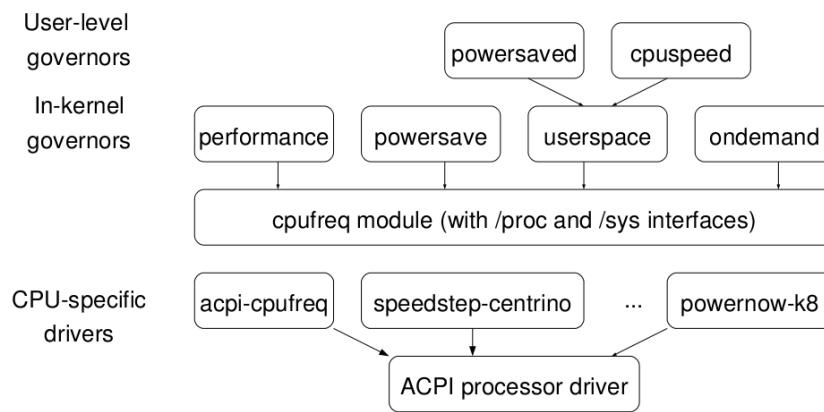 User-level
governors
powersaved
cpuspeed
In-kernel
governors
performance
powersave
userspace
ondemand
cpufreq module (with /proc and /sys interfaces)
CPU-specific
drivers
acpi-cpufreq
speedstep-centrino
...
powernow-k8
ACPI processor driver